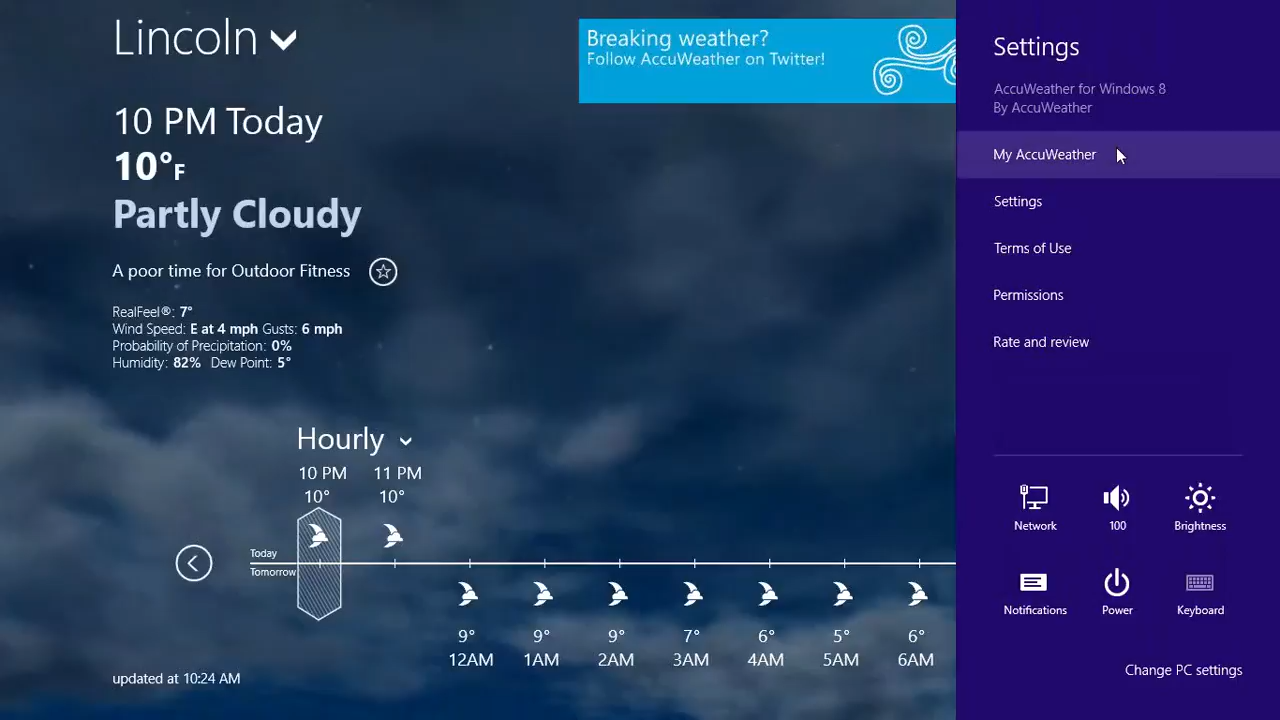 Lincoln
10 PM Today
10°F
Partly Cloudy
A poor time for Outdoor Fitness
RealFeel®: 7°
Wind Speed: E at 4 mph Gusts: 6 mph
Probability of Precipitation: 0%
Humidity: 82% Dew Point: 5°
Breaking weather?
Follow AccuWeather on Twitter!
Hourly
10 PM 11 PM
10° 10°
Today
Tomorrow
9° 9° 9° 7° 6° 5° 6°
12AM 1AM 2AM 3AM 4AM 5AM 6AM
updated at 10:24 AM
Settings
AccuWeather for Windows 8
By AccuWeather
My AccuWeather
Settings
Terms of Use
Permissions
Rate and review
Network 100 Brightness
Notifications Power Keyboard
Change PC settings